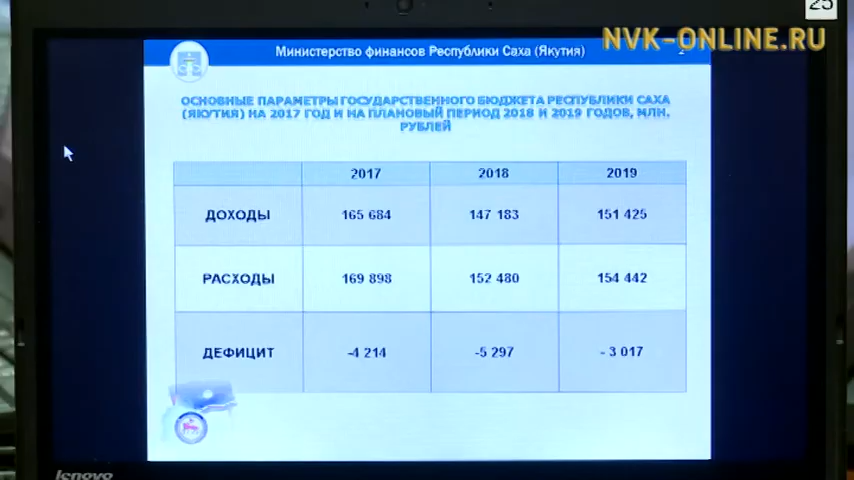 25
NVK-ONLINE.RU
Министерство финансов Республики Саха (Якутия)
2
ОСНОВНЫЕ ПАРАМЕТРЫ ГОСУДАРСТВЕННОГО БЮДЖЕТА РЕСПУБЛИКИ САХА
(ЯКУТИЯ) НА 2017 ГОД И НА ПЛАНОВЫЙ ПЕРИОД 2018 И 2019 ГОДОВ, МЛН.
РУБЛЕЙ
2017 2018 2019
ДОХОДЫ 165 684 147 183 151 425
РАСХОДЫ 169 898 152 480 154 442
ДЕФИЦИТ -4 214 -5 297 - 3 017
lenovo